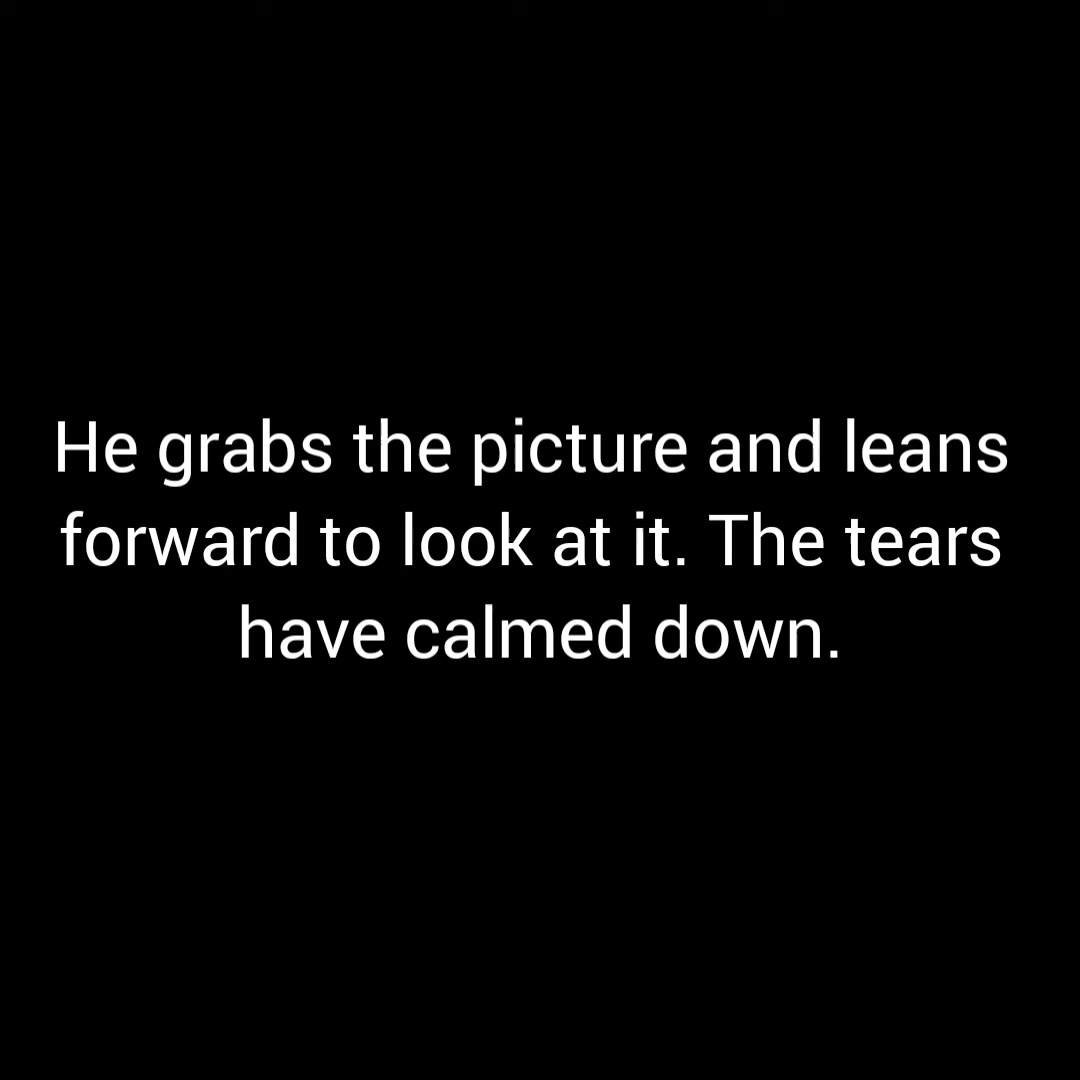 He grabs the picture and leans
forward to look at it. The tears
have calmed down.